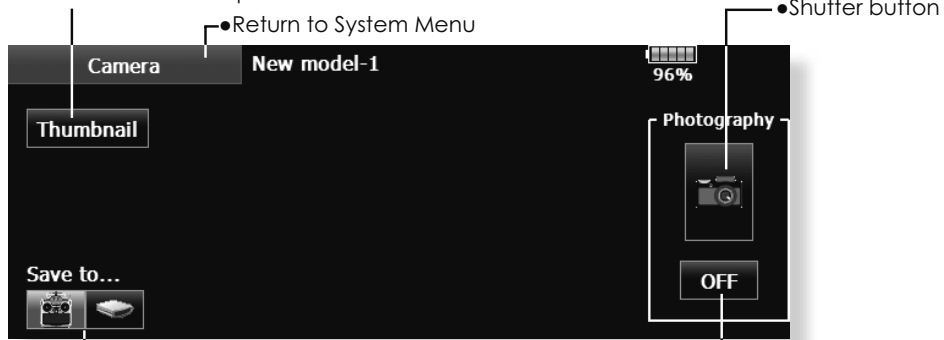 ●Return to System Menu
●Shutter button
Camera
New model-1
96%
Thumbnail
Photography
Save to...
OFF